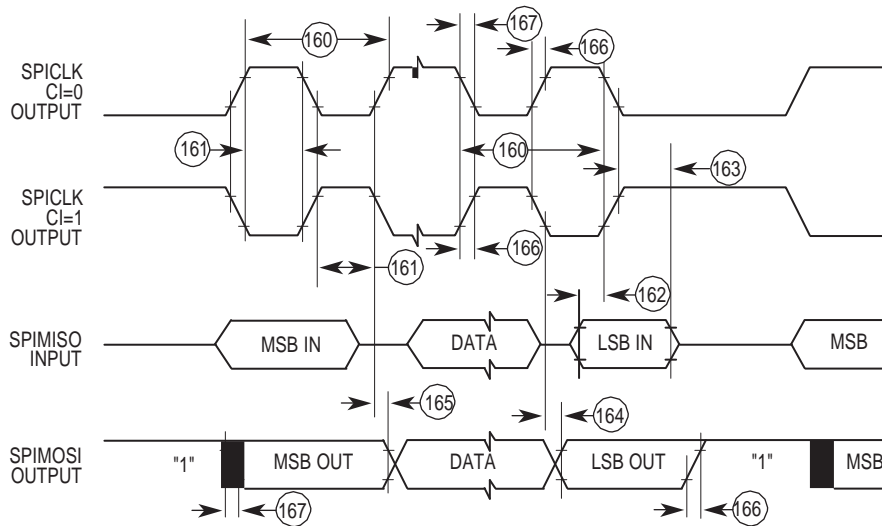 160
167
166
SPICLK
CI=0
OUTPUT
161
160
163
SPICLK
CI=1
OUTPUT
166
161
162
SPIMISO
INPUT
MSB IN
DATA
LSB IN
MSB
165
164
SPIMOSI
OUTPUT
"1"
MSB OUT
DATA
LSB OUT
"1"
MSB
167
166